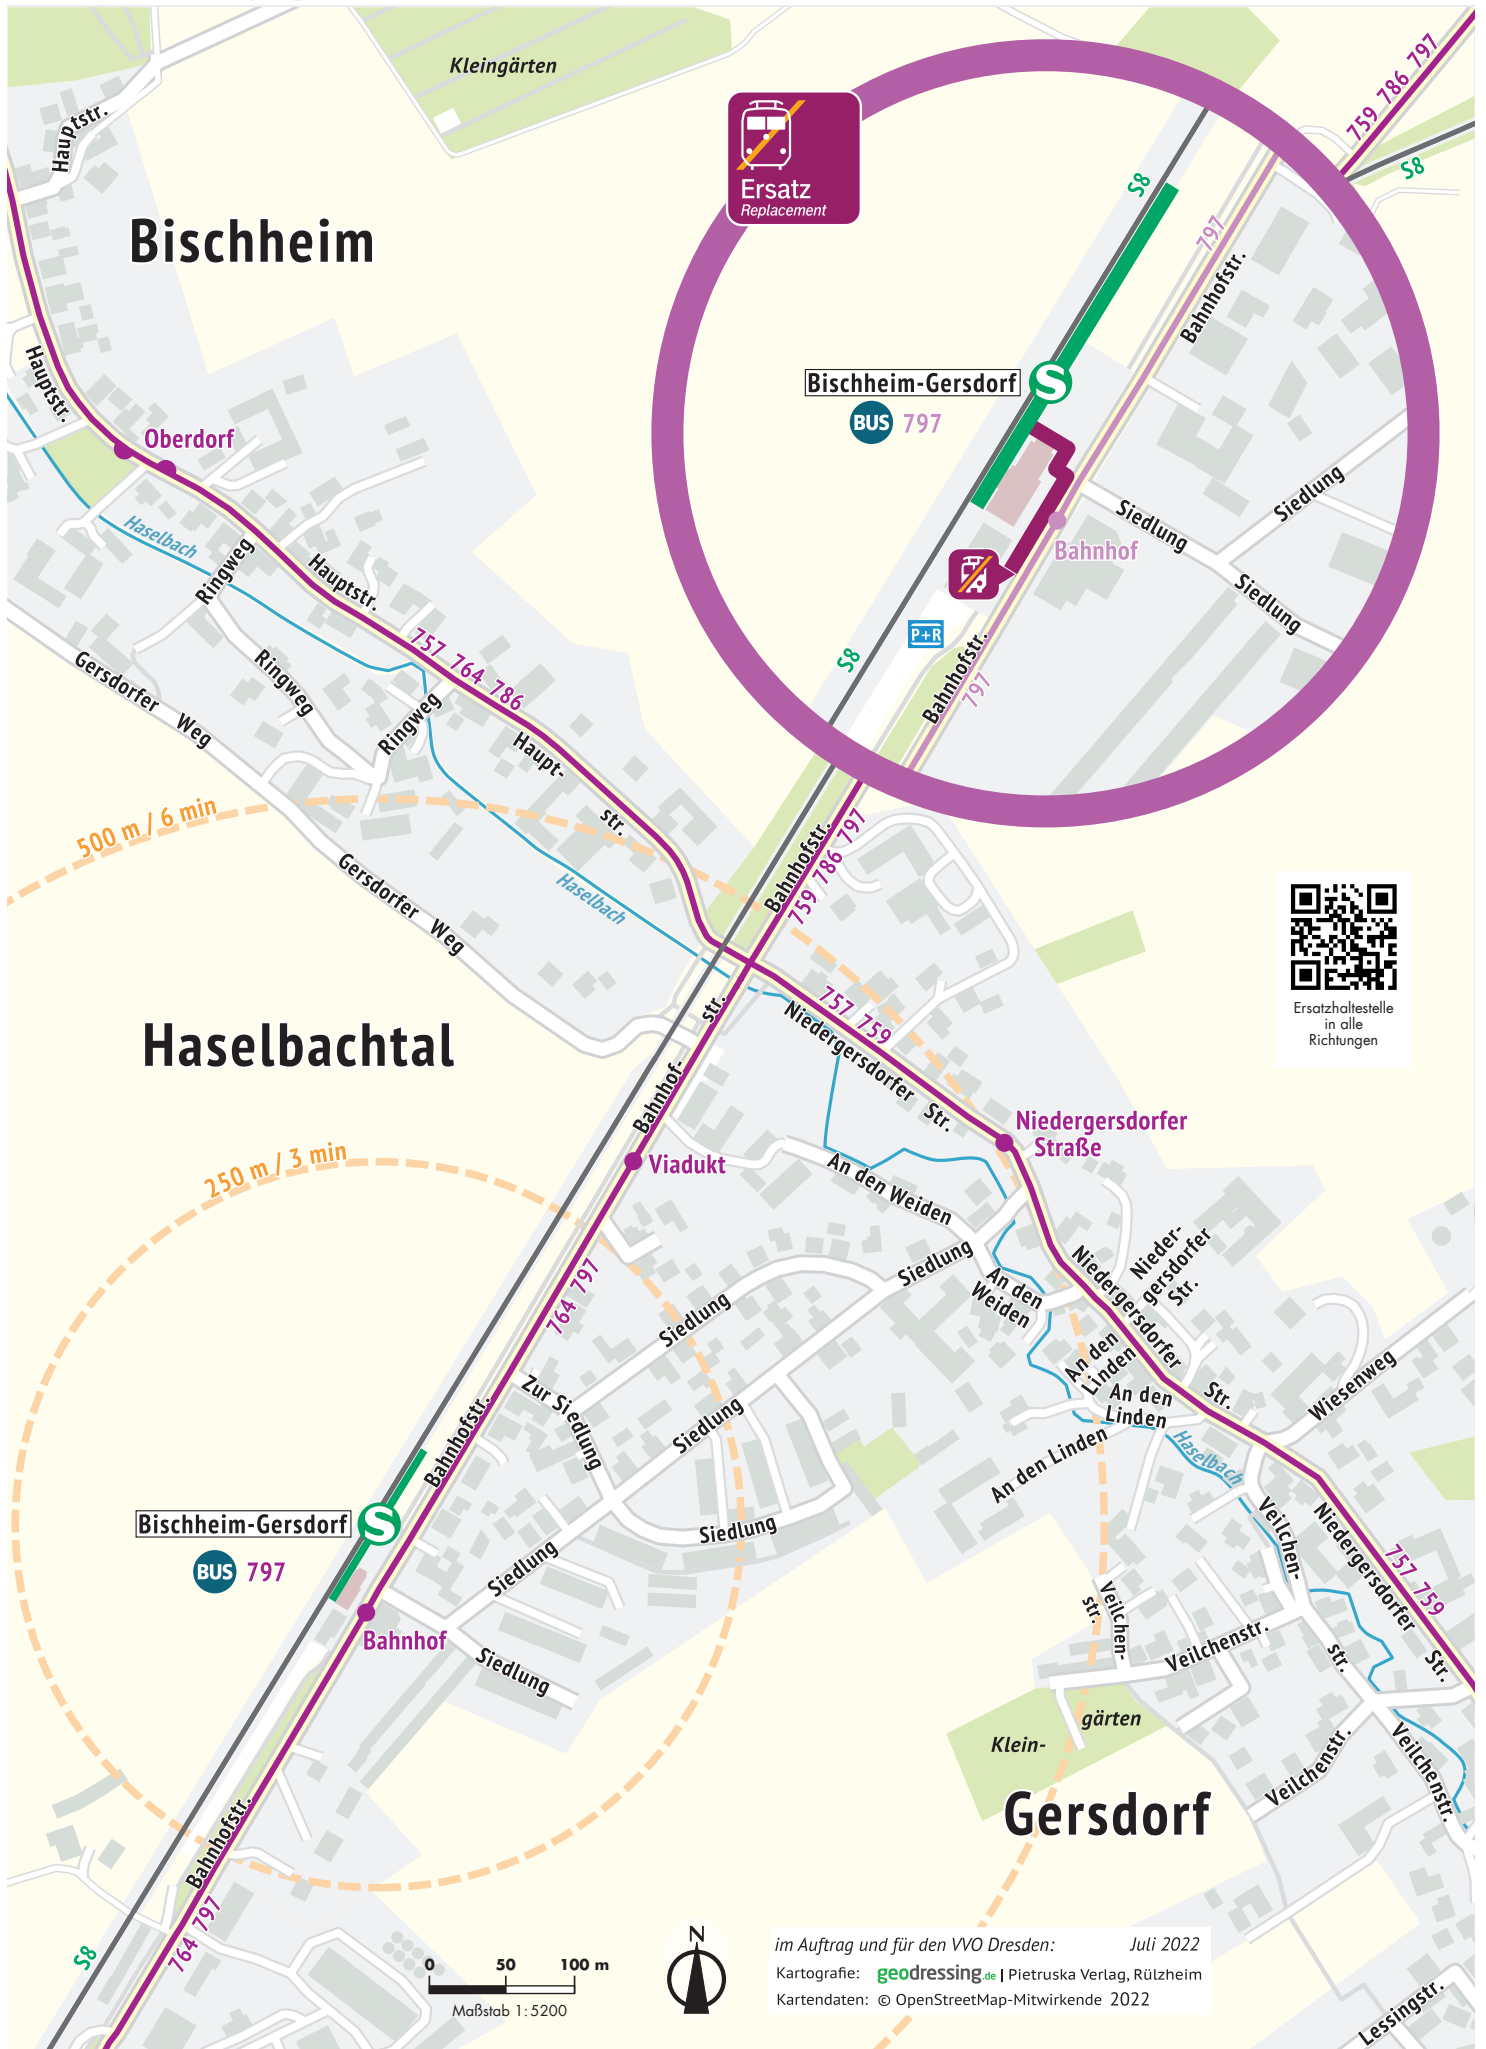 Kleingärten
759 786 797
S8
Hauptstr.
Ersatz
Replacement
S8
Bischheim
797
Bahnhofstr.
Hauptstr.
Bischheim-Gersdorf
S
BUS 797
Oberdorf
Haselbach
Siedlung
Siedlung
Bahnhof
Siedlung
Ringweg
Hauptstr.
P+R
S8
Bahnhofstr.
797
757 764 786
Gersdorfer Weg
Ringweg
Ringweg
Haupt-
str.
500 m / 6 min
Bahnhofstr.
759 786 797
Gersdorfer Weg
Haselbach
Haselbachtal
str.
Bahnhof-
757 759
Niedergersdorfer Str.
Ersatzhaltestelle
in alle
Richtungen
Niedergersdorfer
Straße
Viadukt
250 m / 3 min
An den Weiden
Siedlung
764 797
Siedlung
An den
Weiden
Nieder-
gersdorfer
Str.
Niedergersdorfer
Str.
An den
Linden
An den
Linden
An den Linden
Wiesenweg
Haselbach
Zur Siedlung
Siedlung
Bahnhofstr.
Siedlung
Siedlung
Bischheim-Gersdorf
S
BUS 797
Bahnhof
Siedlung
Veilchen-
str.
Niedergersdorfer
Str.
757 759
Veilchen-
str.
Veilchenstr.
Klein-
gärten
Veilchenstr.
Veilchenstr.
Gersdorf
Bahnhofstr.
764 797
S8
0 50 100 m
Maßstab 1:5200
N
im Auftrag und für den VVO Dresden: Juli 2022
Kartografie: geodressing.de | Pietruska Verlag, Rülzheim
Kartendaten: © OpenStreetMap-Mitwirkende 2022
Lessingstr.